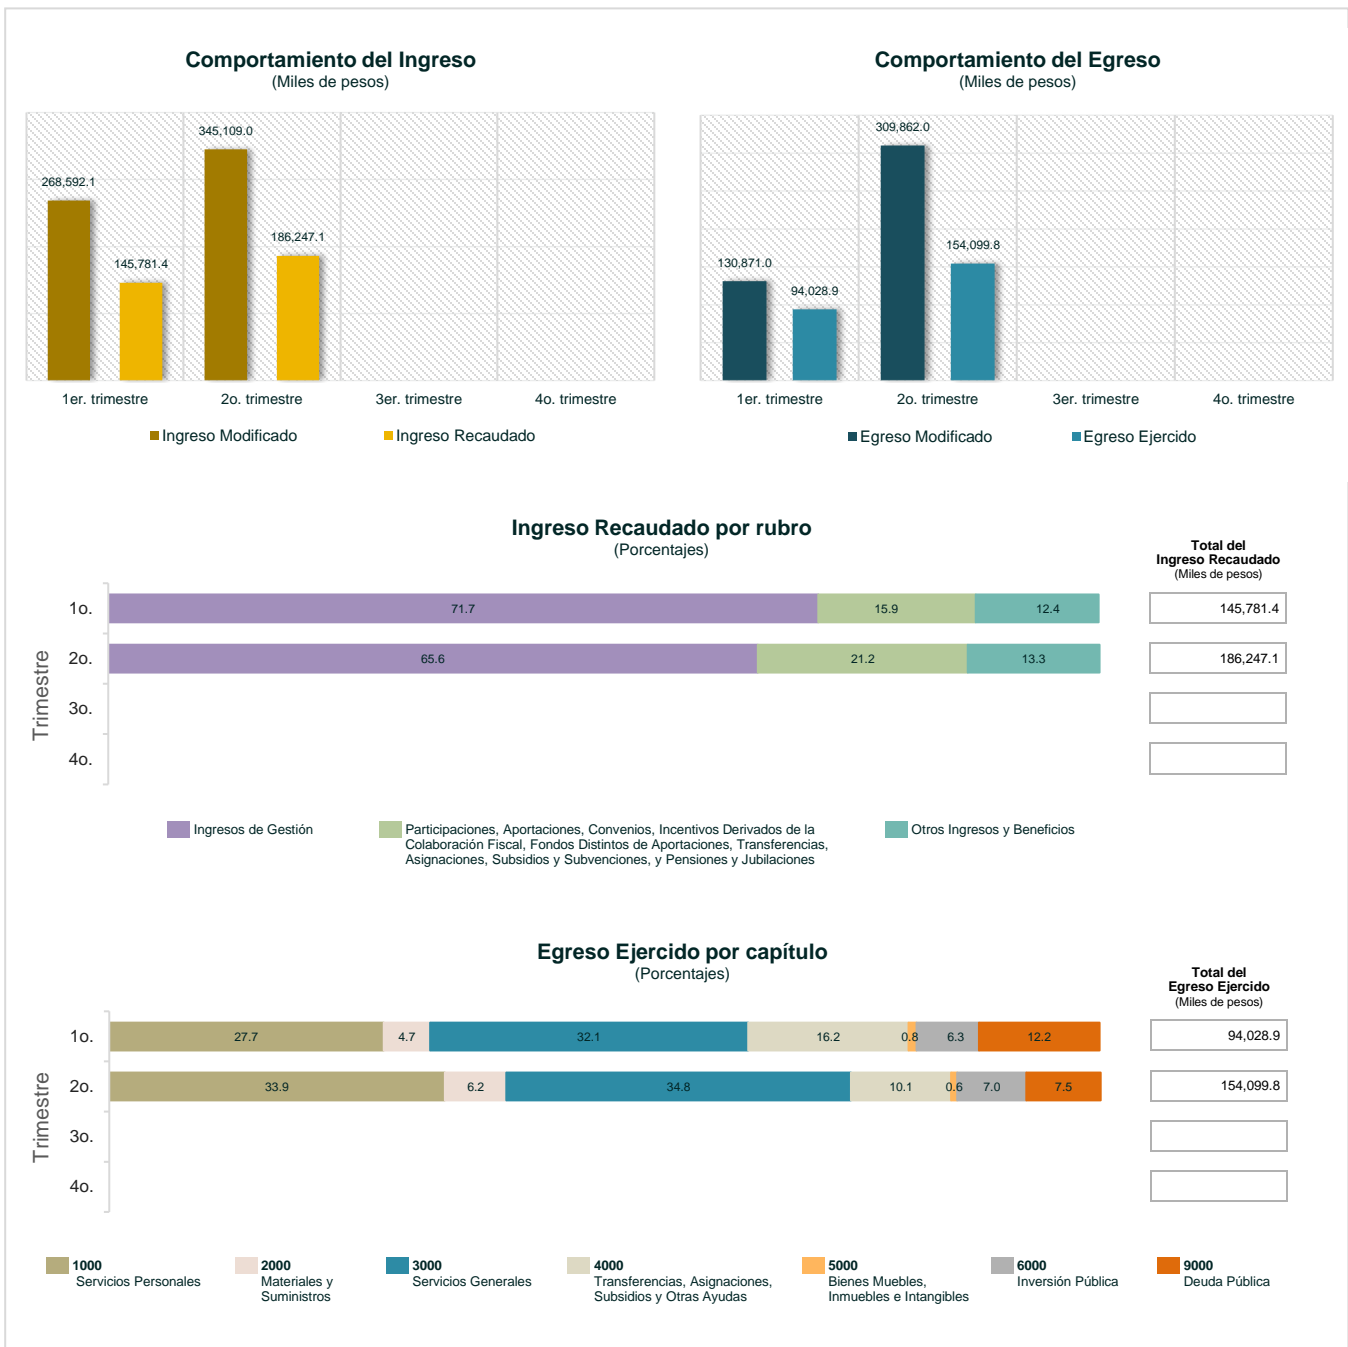 Comportamiento del Ingreso
(Miles de pesos)
345,109.0
268,592.1
186,247.1
145,781.4
1er. trimestre
2o. trimestre
3er. trimestre
4o. trimestre
Ingreso Modificado
Ingreso Recaudado
Comportamiento del Egreso
(Miles de pesos)
309,862.0
154,099.8
130,871.0
94,028.9
1er. trimestre
2o. trimestre
3er. trimestre
4o. trimestre
Egreso Modificado
Egreso Ejercido
Ingreso Recaudado por rubro
(Porcentajes)
Total del
Ingreso Recaudado
(Miles de pesos)
Trimestre
1o.
71.7
15.9
12.4
145,781.4
2o.
65.6
21.2
13.3
186,247.1
3o.
4o.
Ingresos de Gestión
Participaciones, Aportaciones, Convenios, Incentivos Derivados de la
Colaboración Fiscal, Fondos Distintos de Aportaciones, Transferencias,
Asignaciones, Subsidios y Subvenciones, y Pensiones y Jubilaciones
Otros Ingresos y Beneficios
Egreso Ejercido por capítulo
(Porcentajes)
Total del
Egreso Ejercido
(Miles de pesos)
Trimestre
1o.
27.7
4.7
32.1
16.2
0.8
6.3
12.2
94,028.9
2o.
33.9
6.2
34.8
10.1
0.6
7.0
7.5
154,099.8
3o.
4o.
1000
Servicios Personales
2000
Materiales y
Suministros
3000
Servicios Generales
4000
Transferencias, Asignaciones,
Subsidios y Otras Ayudas
5000
Bienes Muebles,
Inmuebles e Intangibles
6000
Inversión Pública
9000
Deuda Pública